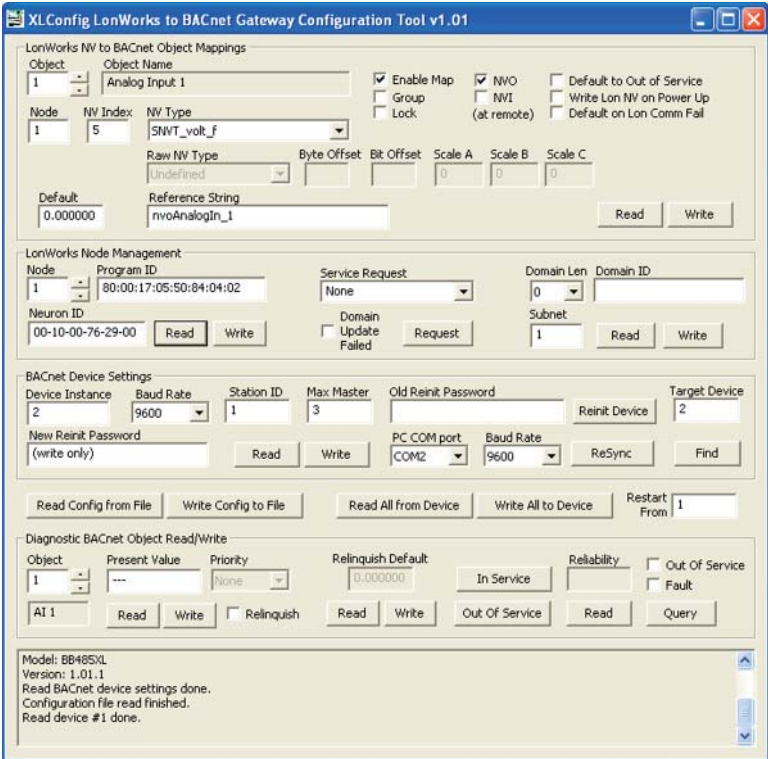 XLConfig LonWorks to BACnet Gateway Configuration Tool v1.01
LonWorks NV to BACnet Object Mappings
Object Object Name
1 Analog Input 1
Enable Map NVO Default to Out of Service
Group NVI Write Lon NV on Power Up
Lock (at remote) Default on Lon Comm Fail
Node NV Index NV Type
1 5 SNVT_volt_f
Raw NV Type Byte Offset Bit Offset Scale A Scale B Scale C
Undefined 0 0 0
Default Reference String
0.000000 nvoAnalogIn_1 Read Write
LonWorks Node Management
Node Program ID Service Request Domain Len Domain ID
1 80:00:17:05:50:84:04:02 None 0
Neuron ID Domain Update Failed Subnet
00-10-00-76-29-00 Read Write Request 1 Read Write
BACnet Device Settings
Device Instance Baud Rate Station ID Max Master Old Reinit Password Target Device
2 9600 1 3 Reinit Device 2
New Reinit Password PC COM port Baud Rate
(write only) Read Write COM2 9600 ReSync Find
Read Config from File Write Config to File Read All from Device Write All to Device Restart From 1
Diagnostic BACnet Object Read/Write
Object Present Value Priority Relinquish Default Reliability Out Of Service
1 --- None 0.000000 In Service Fault
AI 1 Read Write Relinquish Read Write Out Of Service Read Query
Model: BB485XL
Version: 1.01.1
Read BACnet device settings done.
Configuration file read finished.
Read device #1 done.